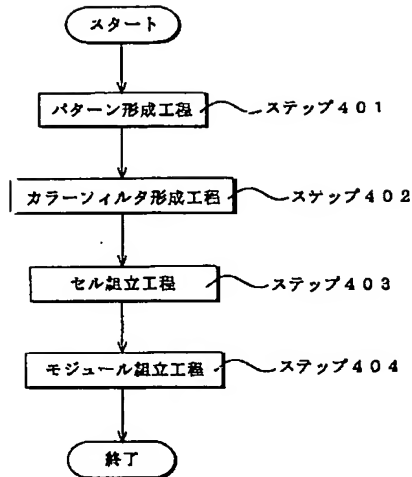 スタート
パターン形成工程 ステップ401
カラーフィルタ形成工程 ステップ402
セル組立工程 ステップ403
モジュール組立工程 ステップ404
終了